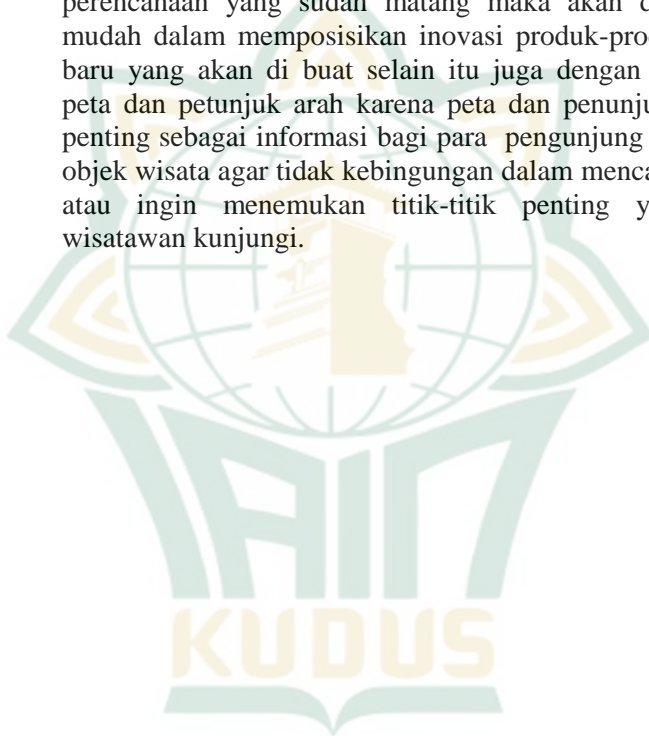 perencanaan yang sudah matang maka akan d
mudah dalam memposisikan inovasi produk-pro
baru yang akan di buat selain itu juga dengan
peta dan petunjuk arah karena peta dan penunju
penting sebagai informasi bagi para pengunjung
objek wisata agar tidak kebingungan dalam menca
atau ingin menemukan titik-titik penting y
wisatawan kunjungi.
IAIN
KUDUS